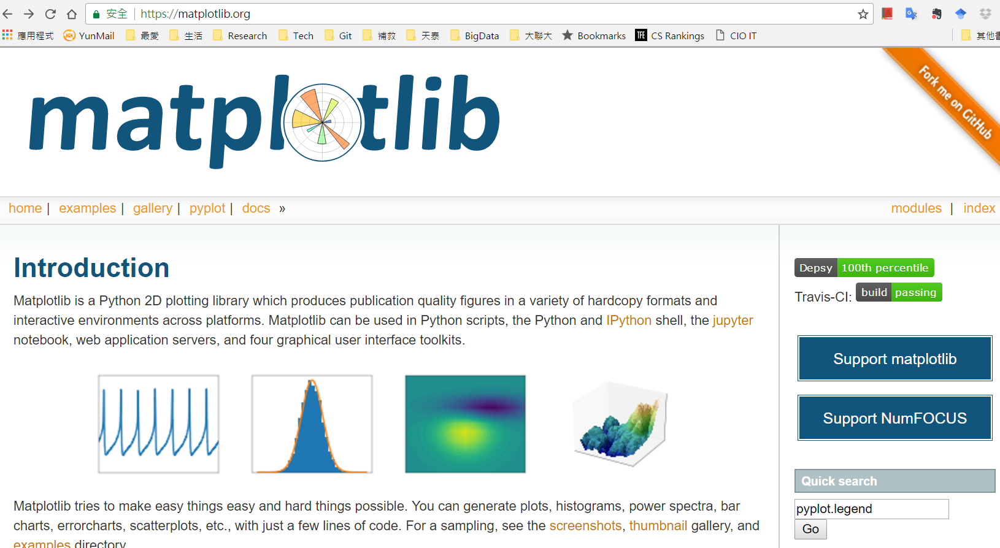 安全 https://matplotlib.org
應用程式 YunMail 最愛 生活 Research Tech Git 補救 天泰 BigData 大聯大 Bookmarks TFE CS Rankings CIO IT 其他書
matplotlib
Fork me on GitHub
home | examples | gallery | pyplot | docs » modules | index
Introduction
Matplotlib is a Python 2D plotting library which produces publication quality figures in a variety of hardcopy formats and
interactive environments across platforms. Matplotlib can be used in Python scripts, the Python and IPython shell, the jupyter
notebook, web application servers, and four graphical user interface toolkits.
Matplotlib tries to make easy things easy and hard things possible. You can generate plots, histograms, power spectra, bar
charts, errorcharts, scatterplots, etc., with just a few lines of code. For a sampling, see the screenshots, thumbnail gallery, and
examples directory
Depsy 100th percentile
Travis-CI: build passing
Support matplotlib
Support NumFOCUS
Quick search
pyplot.legend
Go